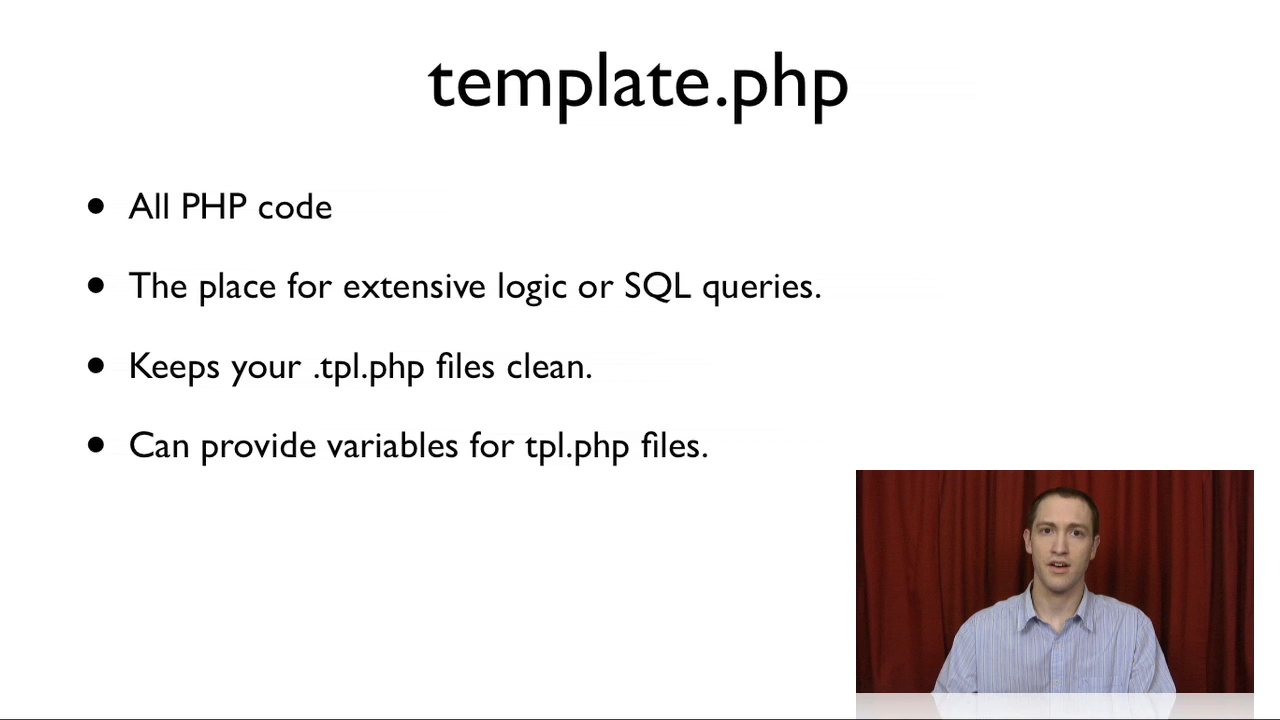 template.php
• All PHP code
• The place for extensive logic or SQL queries.
• Keeps your .tpl.php files clean.
• Can provide variables for tpl.php files.